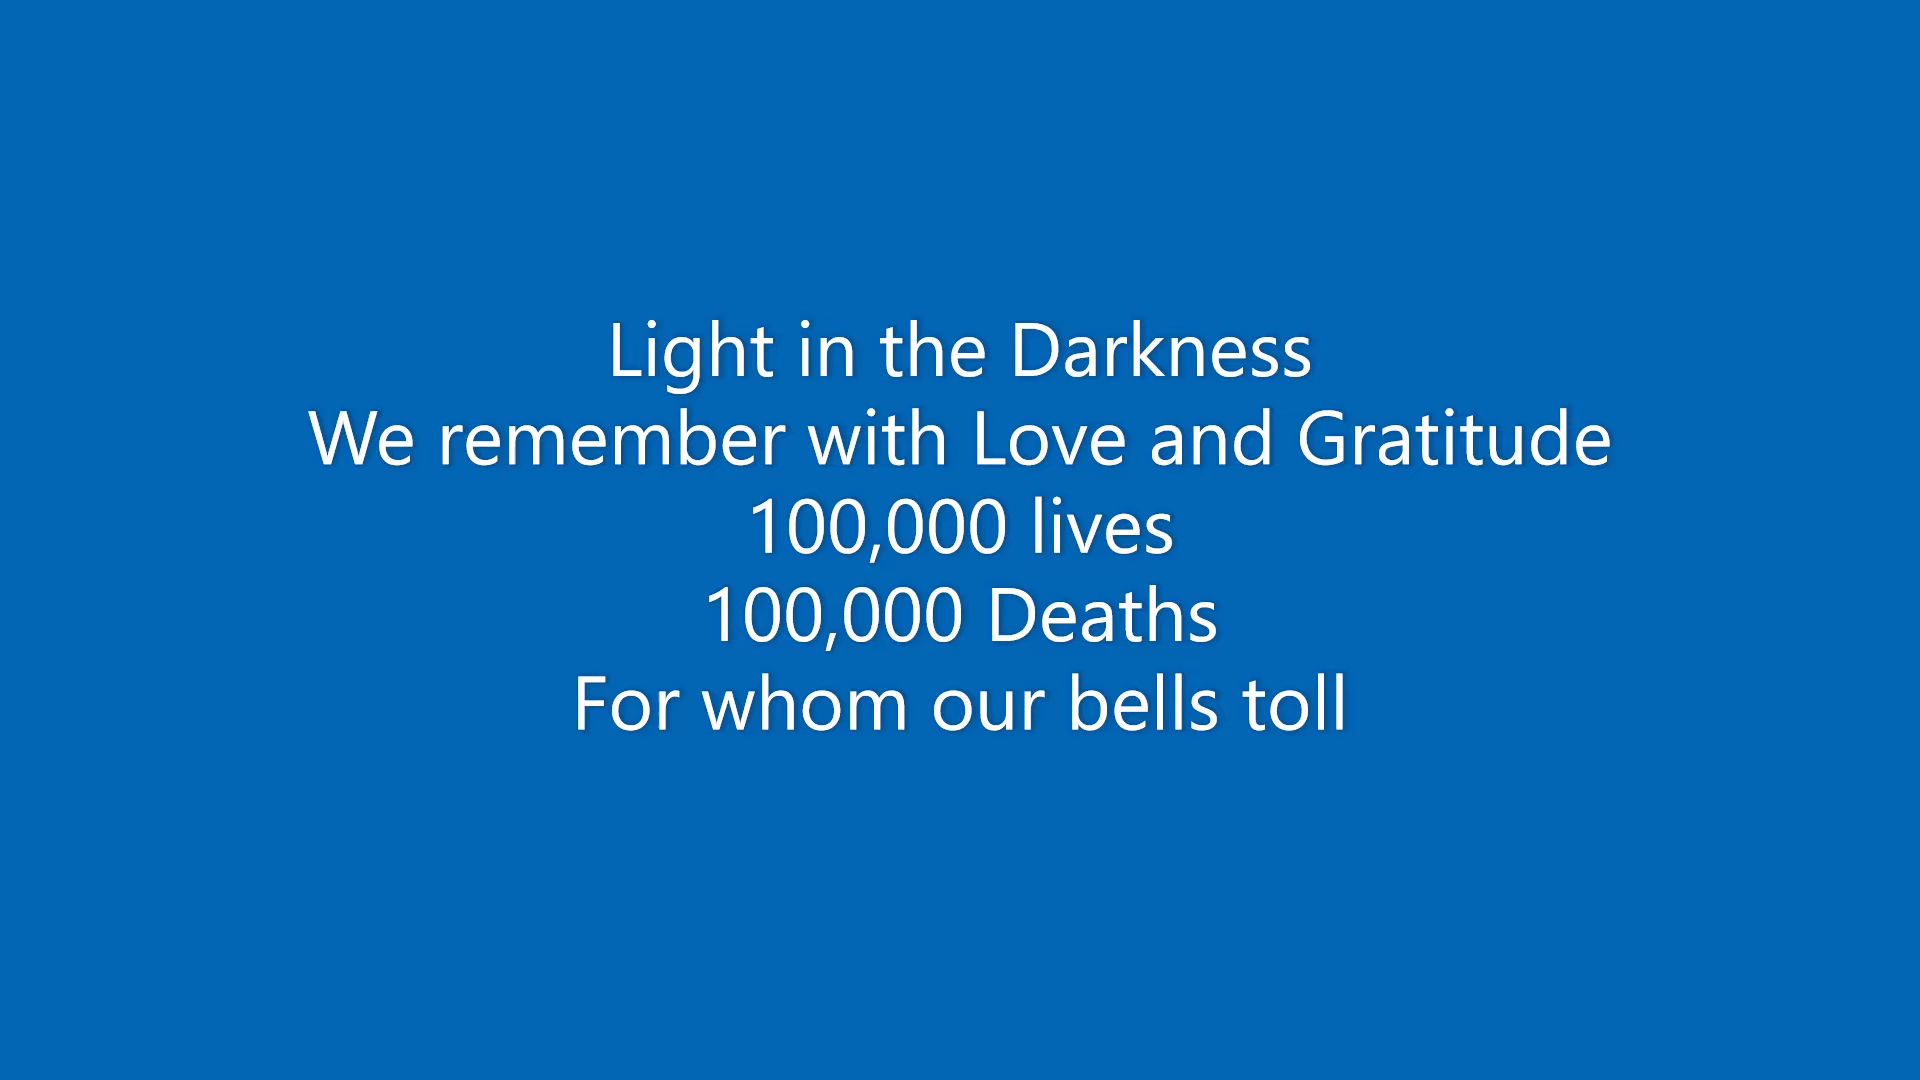 Light in the Darkness
We remember with Love and Gratitude
100,000 lives
100,000 Deaths
For whom our bells toll